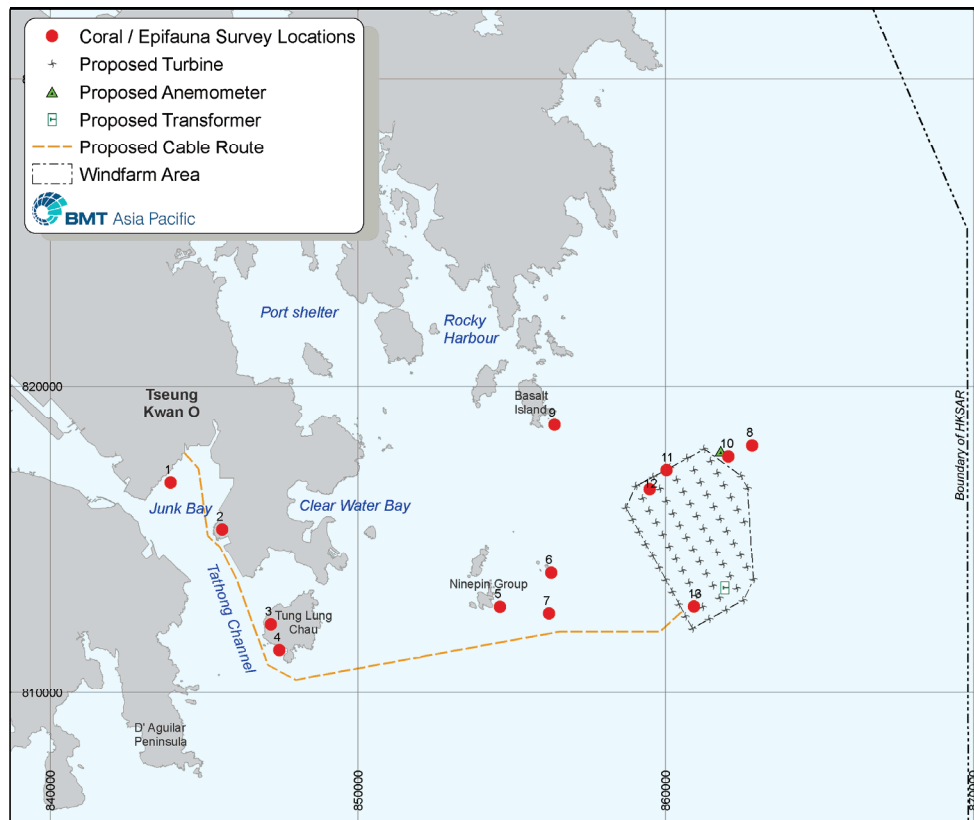 Coral / Epifauna Survey Locations
Proposed Turbine
Proposed Anemometer
Proposed Transformer
Proposed Cable Route
Windfarm Area
BMT Asia Pacific
Port shelter
Rocky
Harbour
820000
Tseung
Kwan O
Basalt
Island
9
Boundary of HKSAR
8
10
11
12
1
Junk Bay
2
Clear Water Bay
6
Ninepin Group
5
7
13
Tathong Channel
3
Tung Lung
Chau
4
810000
D' Aguilar
Peninsula
840000
850000
860000